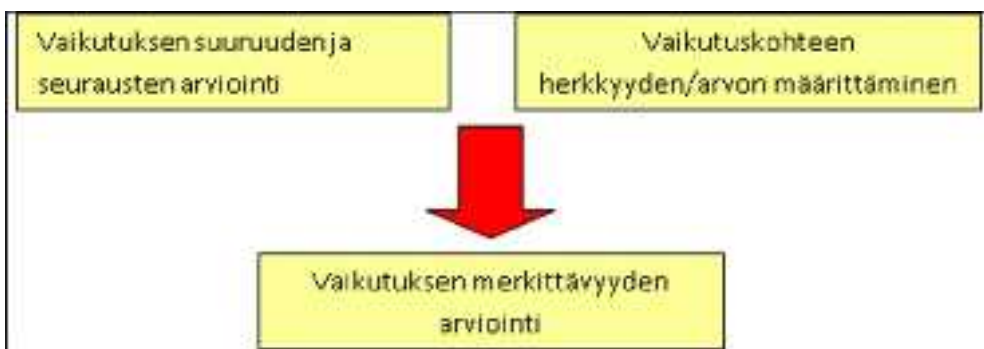 Vaikutuksen suuruuden ja
seurausten arviointi
Vaikutuskohteen
herkkyyden/arvon määrittäminen
Vaikutuksen merkittävyyden
arviointi